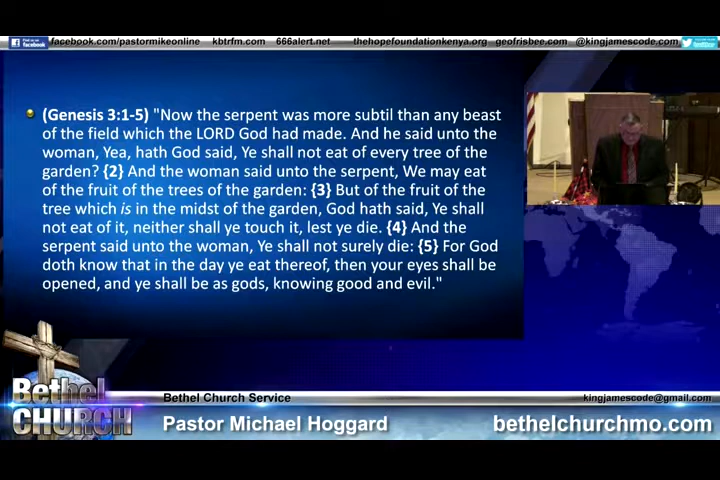 facebook.com/pastormikeonline kbtrfm.com 666alert.net thehopefoundationkenya.org geofrisbee.com @kingjamescode.com
facebook
twitter
(Genesis 3:1-5) "Now the serpent was more subtil than any beast
of the field which the LORD God had made. And he said unto the
woman, Yea, hath God said, Ye shall not eat of every tree of the
garden? {2} And the woman said unto the serpent, We may eat
of the fruit of the trees of the garden: {3} But of the fruit of the
tree which is in the midst of the garden, God hath said, Ye shall
not eat of it, neither shall ye touch it, lest ye die. {4} And the
serpent said unto the woman, Ye shall not surely die: {5} For God
doth know that in the day ye eat thereof, then your eyes shall be
opened, and ye shall be as gods, knowing good and evil."
Bethel
CHURCH
Bethel Church Service
kingjamescode@gmail.com
Pastor Michael Hoggard
bethelchurchmo.com